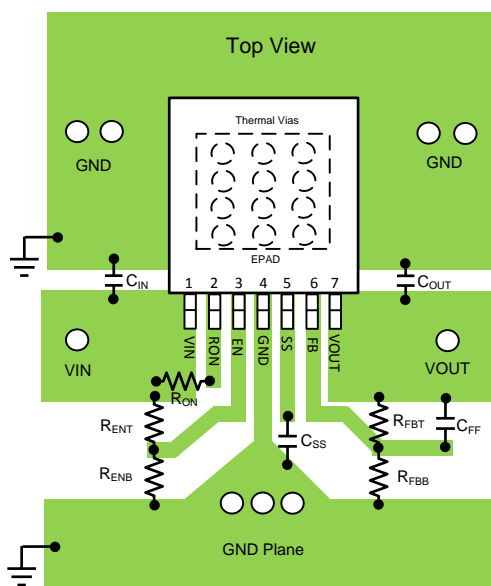 Top View
Thermal Vias
GND
GND
EPAD
1 2 3 4 5 6 7
CIN
COUT
VIN
RON
EN
GND
SS
FB
VOUT
VIN
VOUT
RON
RENT
RFBT
CFF
CSS
RENB
RFBB
GND Plane